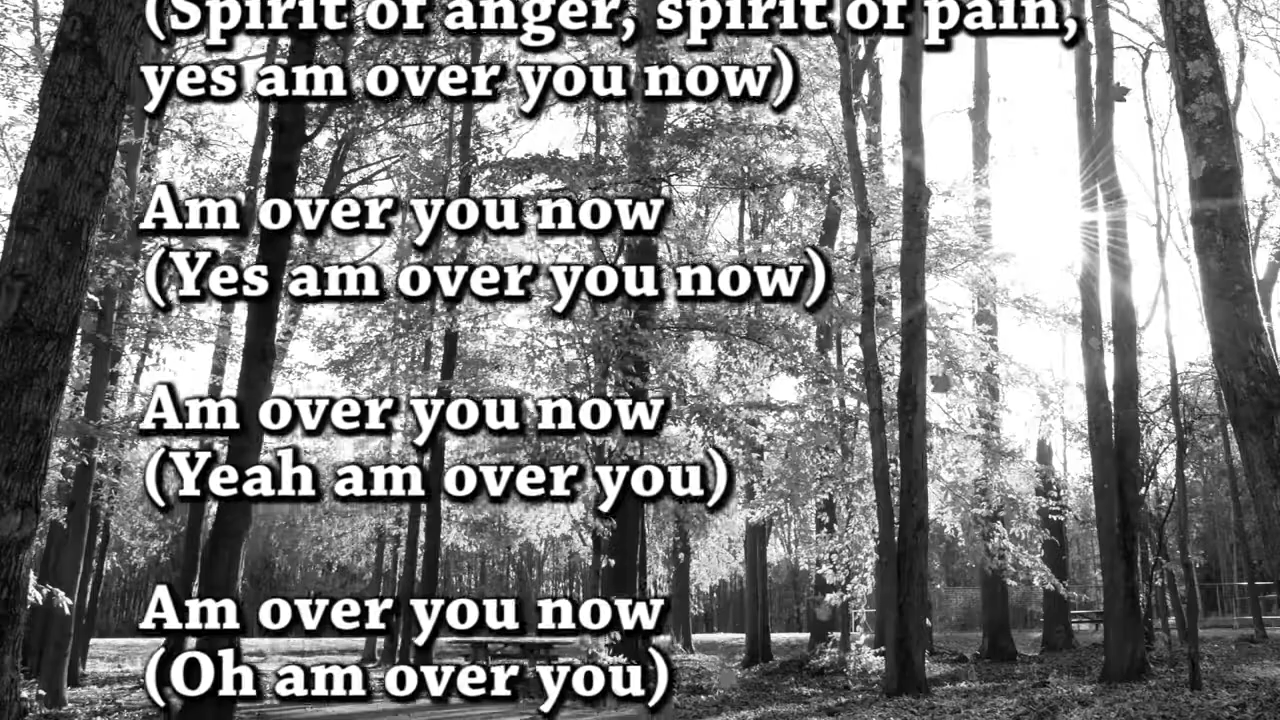 (Spirit of anger, spirit of pain,
yes am over you now)
Am over you now
(Yes am over you now)
Am over you now
(Yeah am over you)
Am over you now
(Oh am over you)